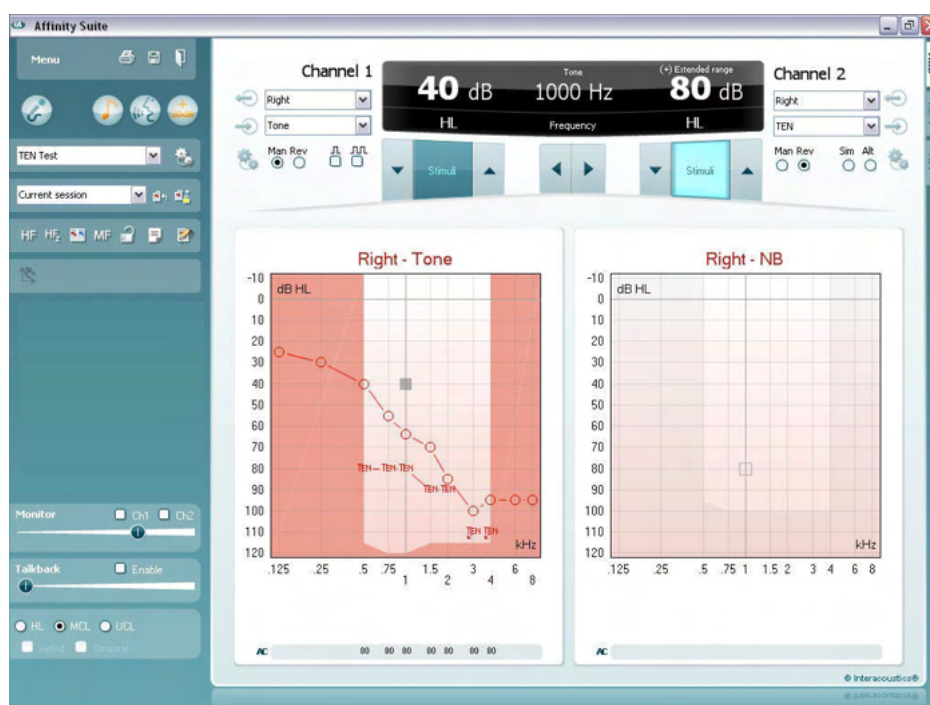 Affinity Suite
Menu
TEN Test
Current session
HF HF2 MF
Monitor Ch1 Ch2
Talkback Enable
HL MCL UCL
Aided Binaural
Channel 1
Right
Tone
Man Rev
40 dB
HL
Tone
1000 Hz
Frequency
(+) Extended range
80 dB
HL
Stimuli
Stimuli
Channel 2
Right
TEN
Man Rev Sim Alt
Right - Tone
dB HL
-10
0
10
20
30
40
50
60
70
80
90
100
110
120
TEN TEN TEN
TEN TEN
TEN TEN
kHz
.125 .25 .5 .75 1 1.5 2 3 4 6 8
AC 80 80 80 80 80 80 80
Right - NB
dB HL
-10
0
10
20
30
40
50
60
70
80
90
100
110
120
kHz
.125 .25 .5 .75 1 1.5 2 3 4 6 8
AC
© Interacoustics®